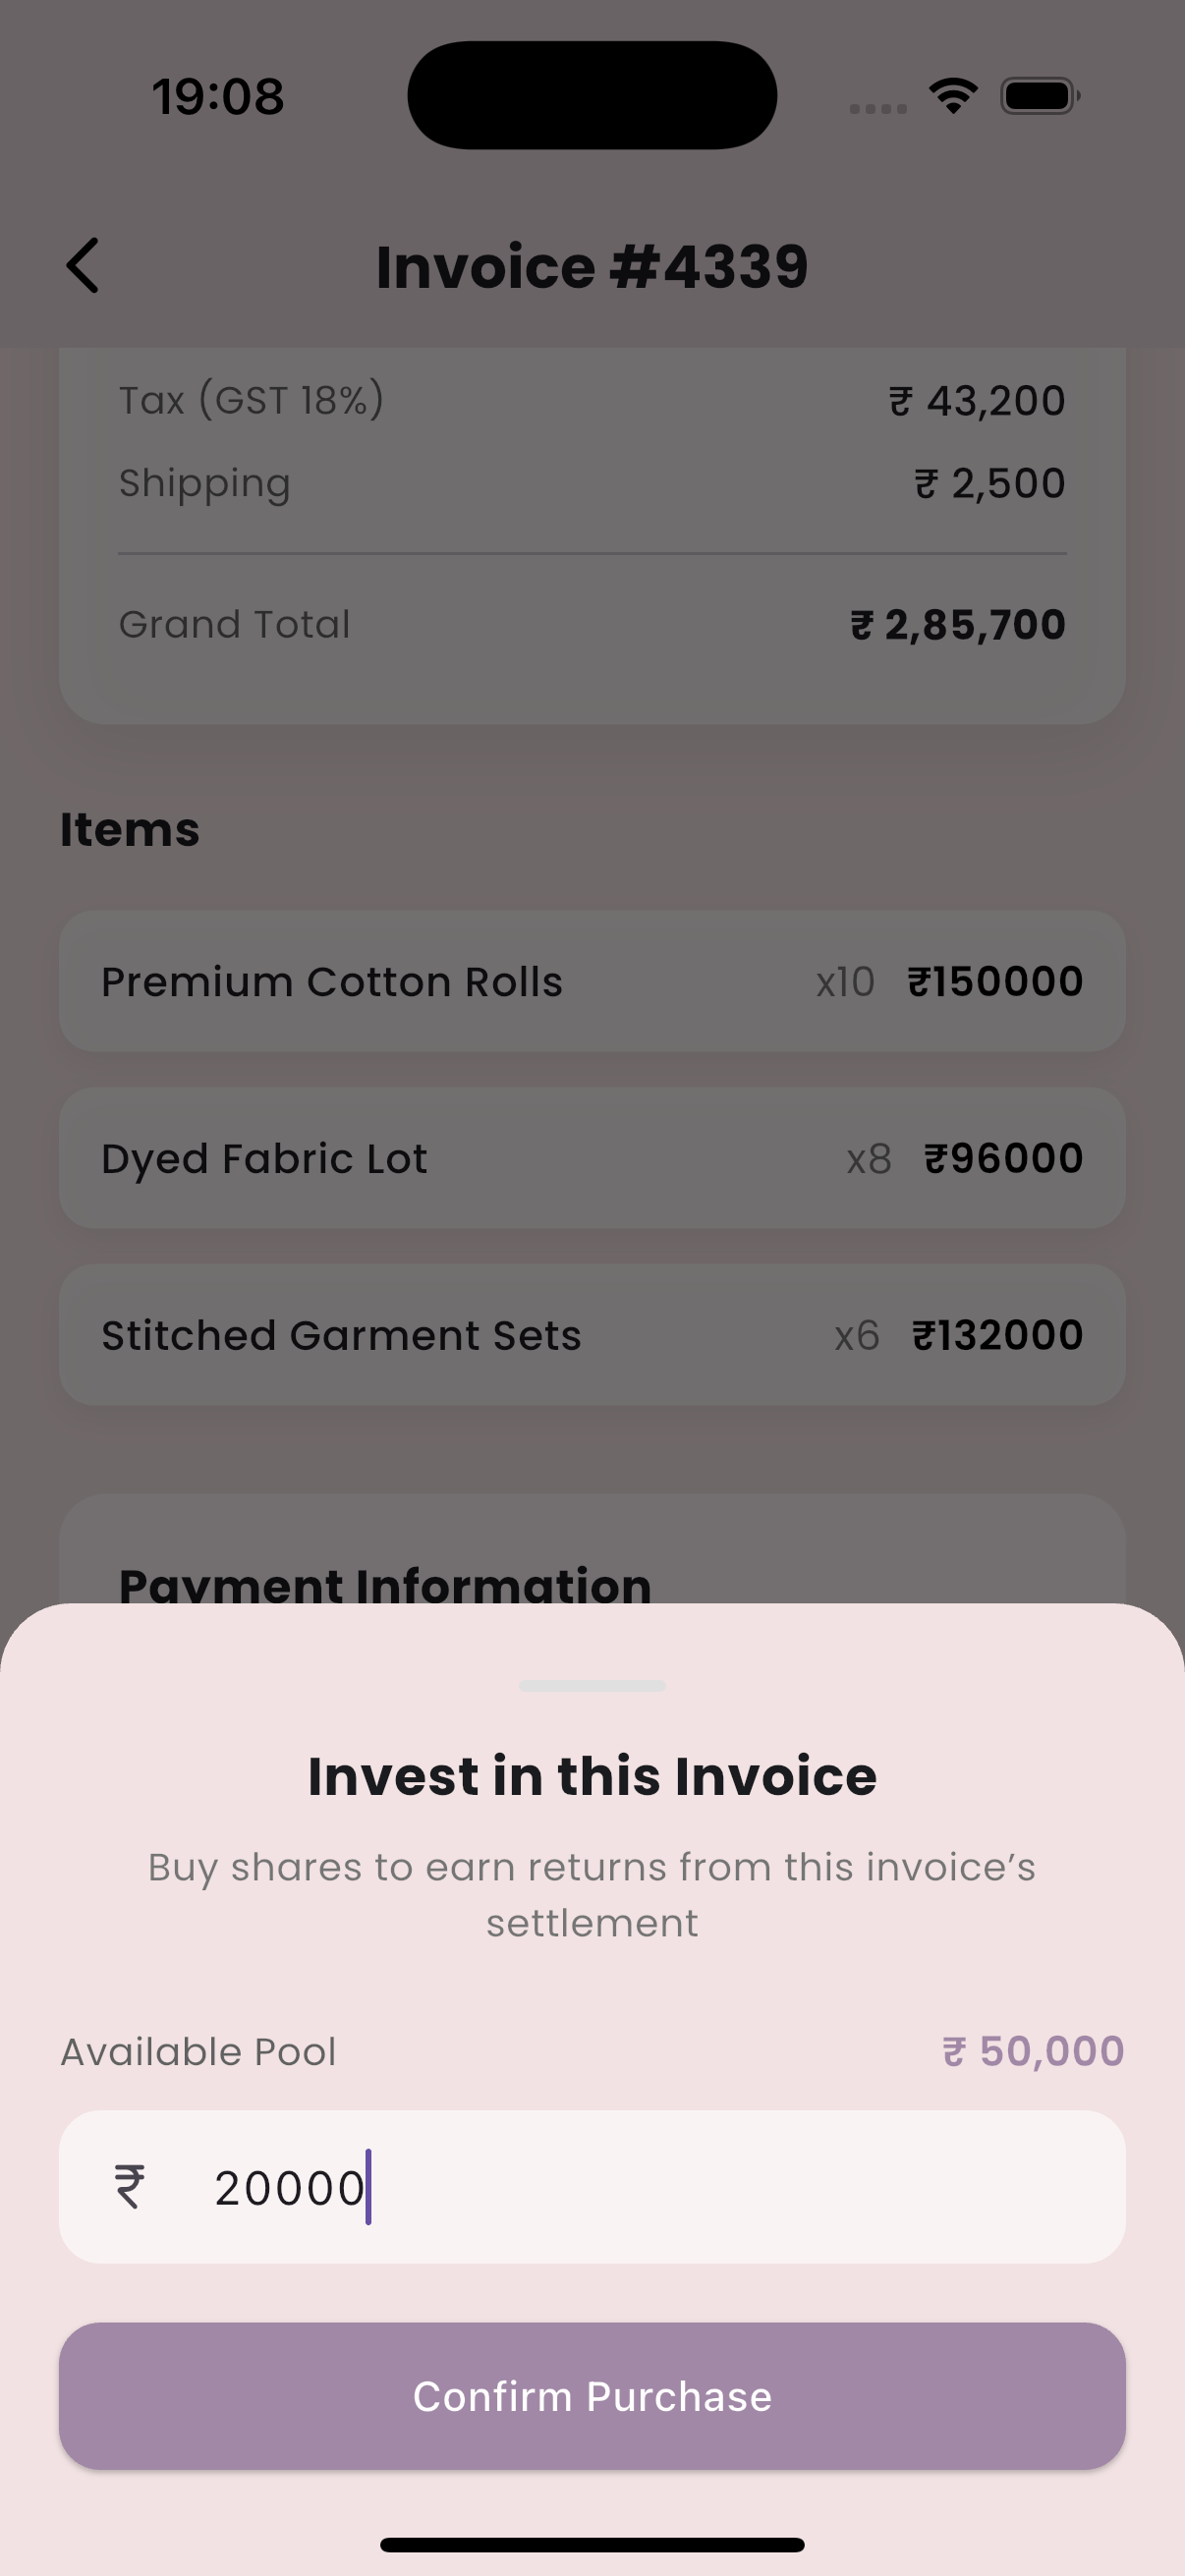 19:08
Invoice #4339
Tax (GST 18%) ₹ 43,200
Shipping ₹ 2,500
Grand Total ₹ 2,85,700
Items
Premium Cotton Rolls x10 ₹150000
Dyed Fabric Lot x8 ₹96000
Stitched Garment Sets x6 ₹132000
Payment Information
Invest in this Invoice
Buy shares to earn returns from this invoice’s
settlement
Available Pool ₹ 50,000
₹ 20000
Confirm Purchase